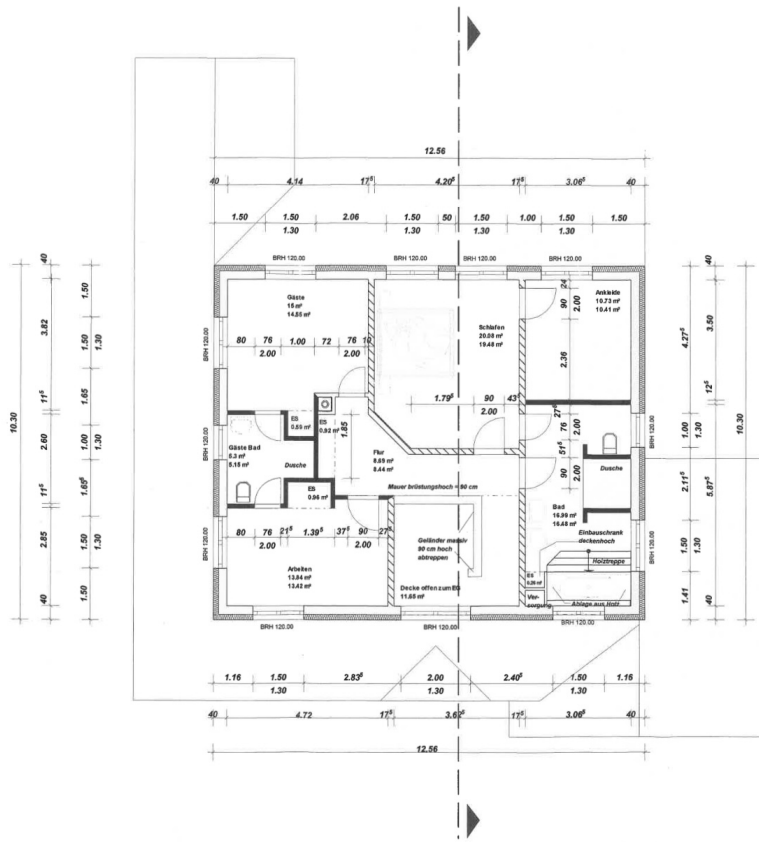 12.56
40 4.14 17⁵ 4.20⁵ 17⁵ 3.06⁵ 40
1.50 1.50 2.06 1.50 50 1.50 1.00 1.50 1.50
1.30 1.30 1.30 1.30
BRH 120.00 BRH 120.00 BRH 120.00 BRH 120.00
10.30
40 3.82 11⁵ 2.60 11⁵ 2.85 40
1.50 1.50 1.65 1.00 1.65⁵ 1.50 1.50
1.30 1.30 1.30
BRH 120.00
BRH 120.00
BRH 120.00
Gäste
15 m²
14.55 m²
80 76 1.00 72 76 10
2.00 2.00
Schlafen
20.08 m²
19.48 m²
1.79⁵ 90 43⁵
2.00
24
90
2.00
2.36
Ankleide
10.73 m²
10.41 m²
27⁵
76
2.00
51⁵
90
2.00
ES
0.56 m²
ES
0.92 m²
1.85
Gäste Bad
5.3 m²
5.15 m²
Dusche
Flur
8.69 m²
8.44 m²
ES
0.96 m²
Mauer brüstungshoch = 90 cm
Dusche
Bad
16.99 m²
16.48 m²
Einbauschrank
deckenhoch
Holztreppe
80 76 21⁵ 1.39⁵ 37⁵ 90 27⁵
2.00 2.00
Arbeiten
13.84 m²
13.42 m²
Geländer massiv
90 cm hoch
abtreppen
Decke offen zum EG
11.65 m²
ES
0.26 m²
Ver-
sorgung
Ablage aus Holz
BRH 120.00
BRH 120.00
4.27⁵ 1.00 2.11⁵ 1.50 1.41
1.30 1.30
40 3.50 12⁵ 5.87⁵ 40
10.30
BRH 120.00 BRH 120.00 BRH 120.00
1.16 1.50 2.83⁵ 2.00 2.40⁵ 1.50 1.16
1.30 1.30 1.30
40 4.72 17⁵ 3.62⁵ 17⁵ 3.06⁵ 40
12.56